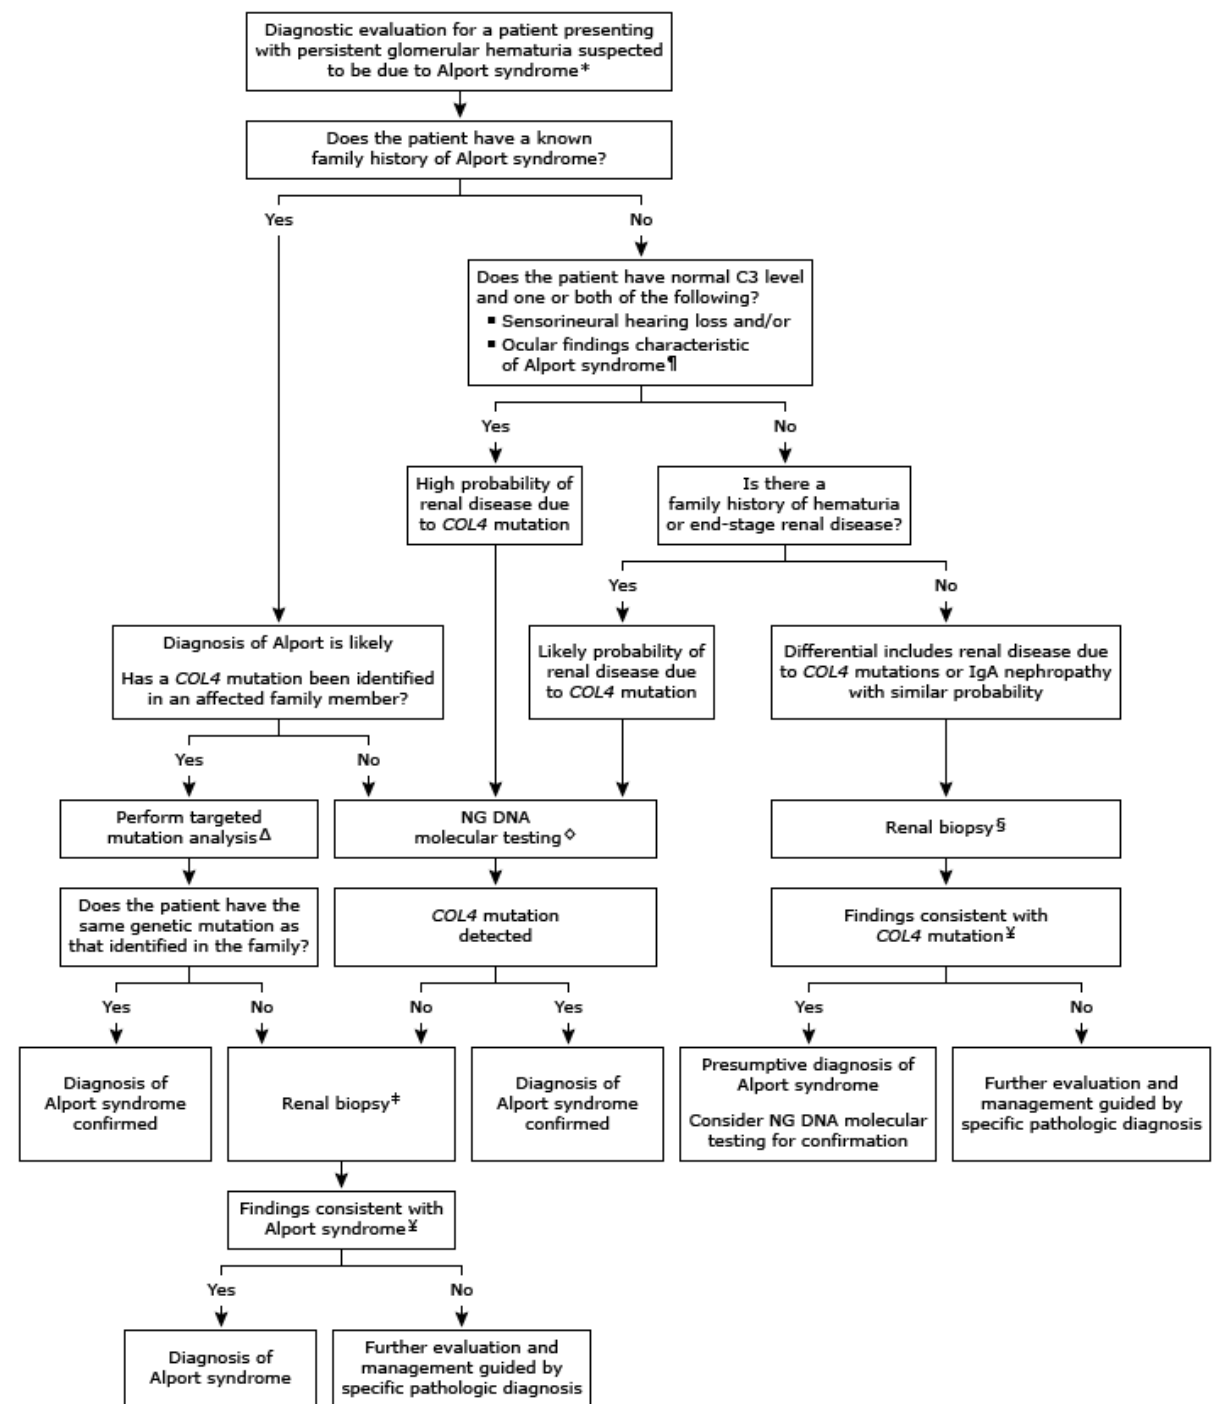 Diagnostic evaluation for a patient presenting
with persistent glomerular hematuria suspected
to be due to Alport syndrome*
Does the patient have a known
family history of Alport syndrome?
Yes
No
Does the patient have normal C3 level
and one or both of the following?
▪ Sensorineural hearing loss and/or
▪ Ocular findings characteristic
of Alport syndrome¶
Yes
No
High probability of
renal disease due
to COL4 mutation
Is there a
family history of hematuria
or end-stage renal disease?
Yes
No
Diagnosis of Alport is likely
Has a COL4 mutation been identified
in an affected family member?
Likely probability of
renal disease due
to COL4 mutation
Differential includes renal disease due
to COL4 mutations or IgA nephropathy
with similar probability
Yes
No
Perform targeted
mutation analysisΔ
NG DNA
molecular testing◇
Renal biopsy§
Does the patient have the
same genetic mutation as
that identified in the family?
COL4 mutation
detected
Findings consistent with
COL4 mutation¥
Yes
No
No
Yes
Yes
No
Diagnosis of
Alport syndrome
confirmed
Renal biopsy‡
Diagnosis of
Alport syndrome
confirmed
Presumptive diagnosis of
Alport syndrome
Consider NG DNA molecular
testing for confirmation
Further evaluation and
management guided by
specific pathologic diagnosis
Findings consistent with
Alport syndrome¥
Yes
No
Diagnosis of
Alport syndrome
Further evaluation and
management guided by
specific pathologic diagnosis